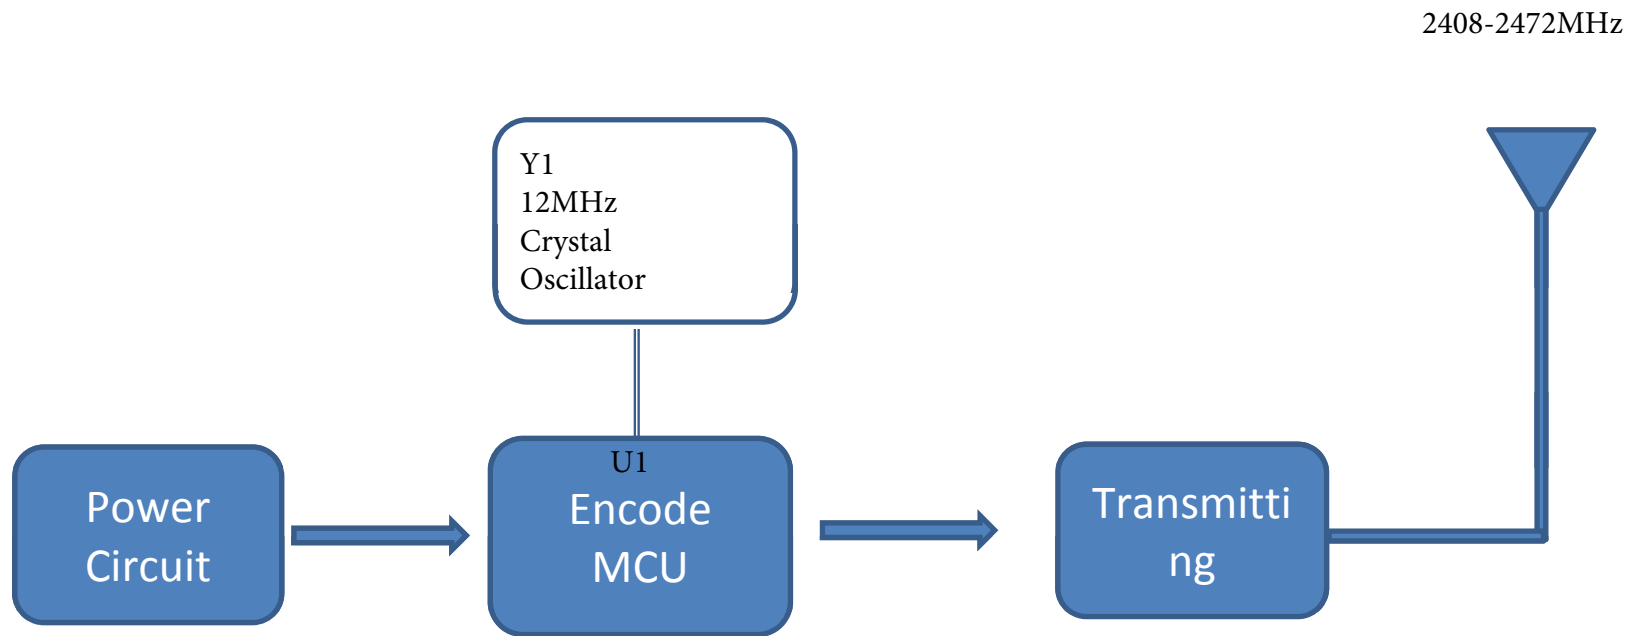 2408-2472MHz
Y1
12MHz
Crystal
Oscillator
Power
Circuit
U1
Encode
MCU
Transmitti
ng